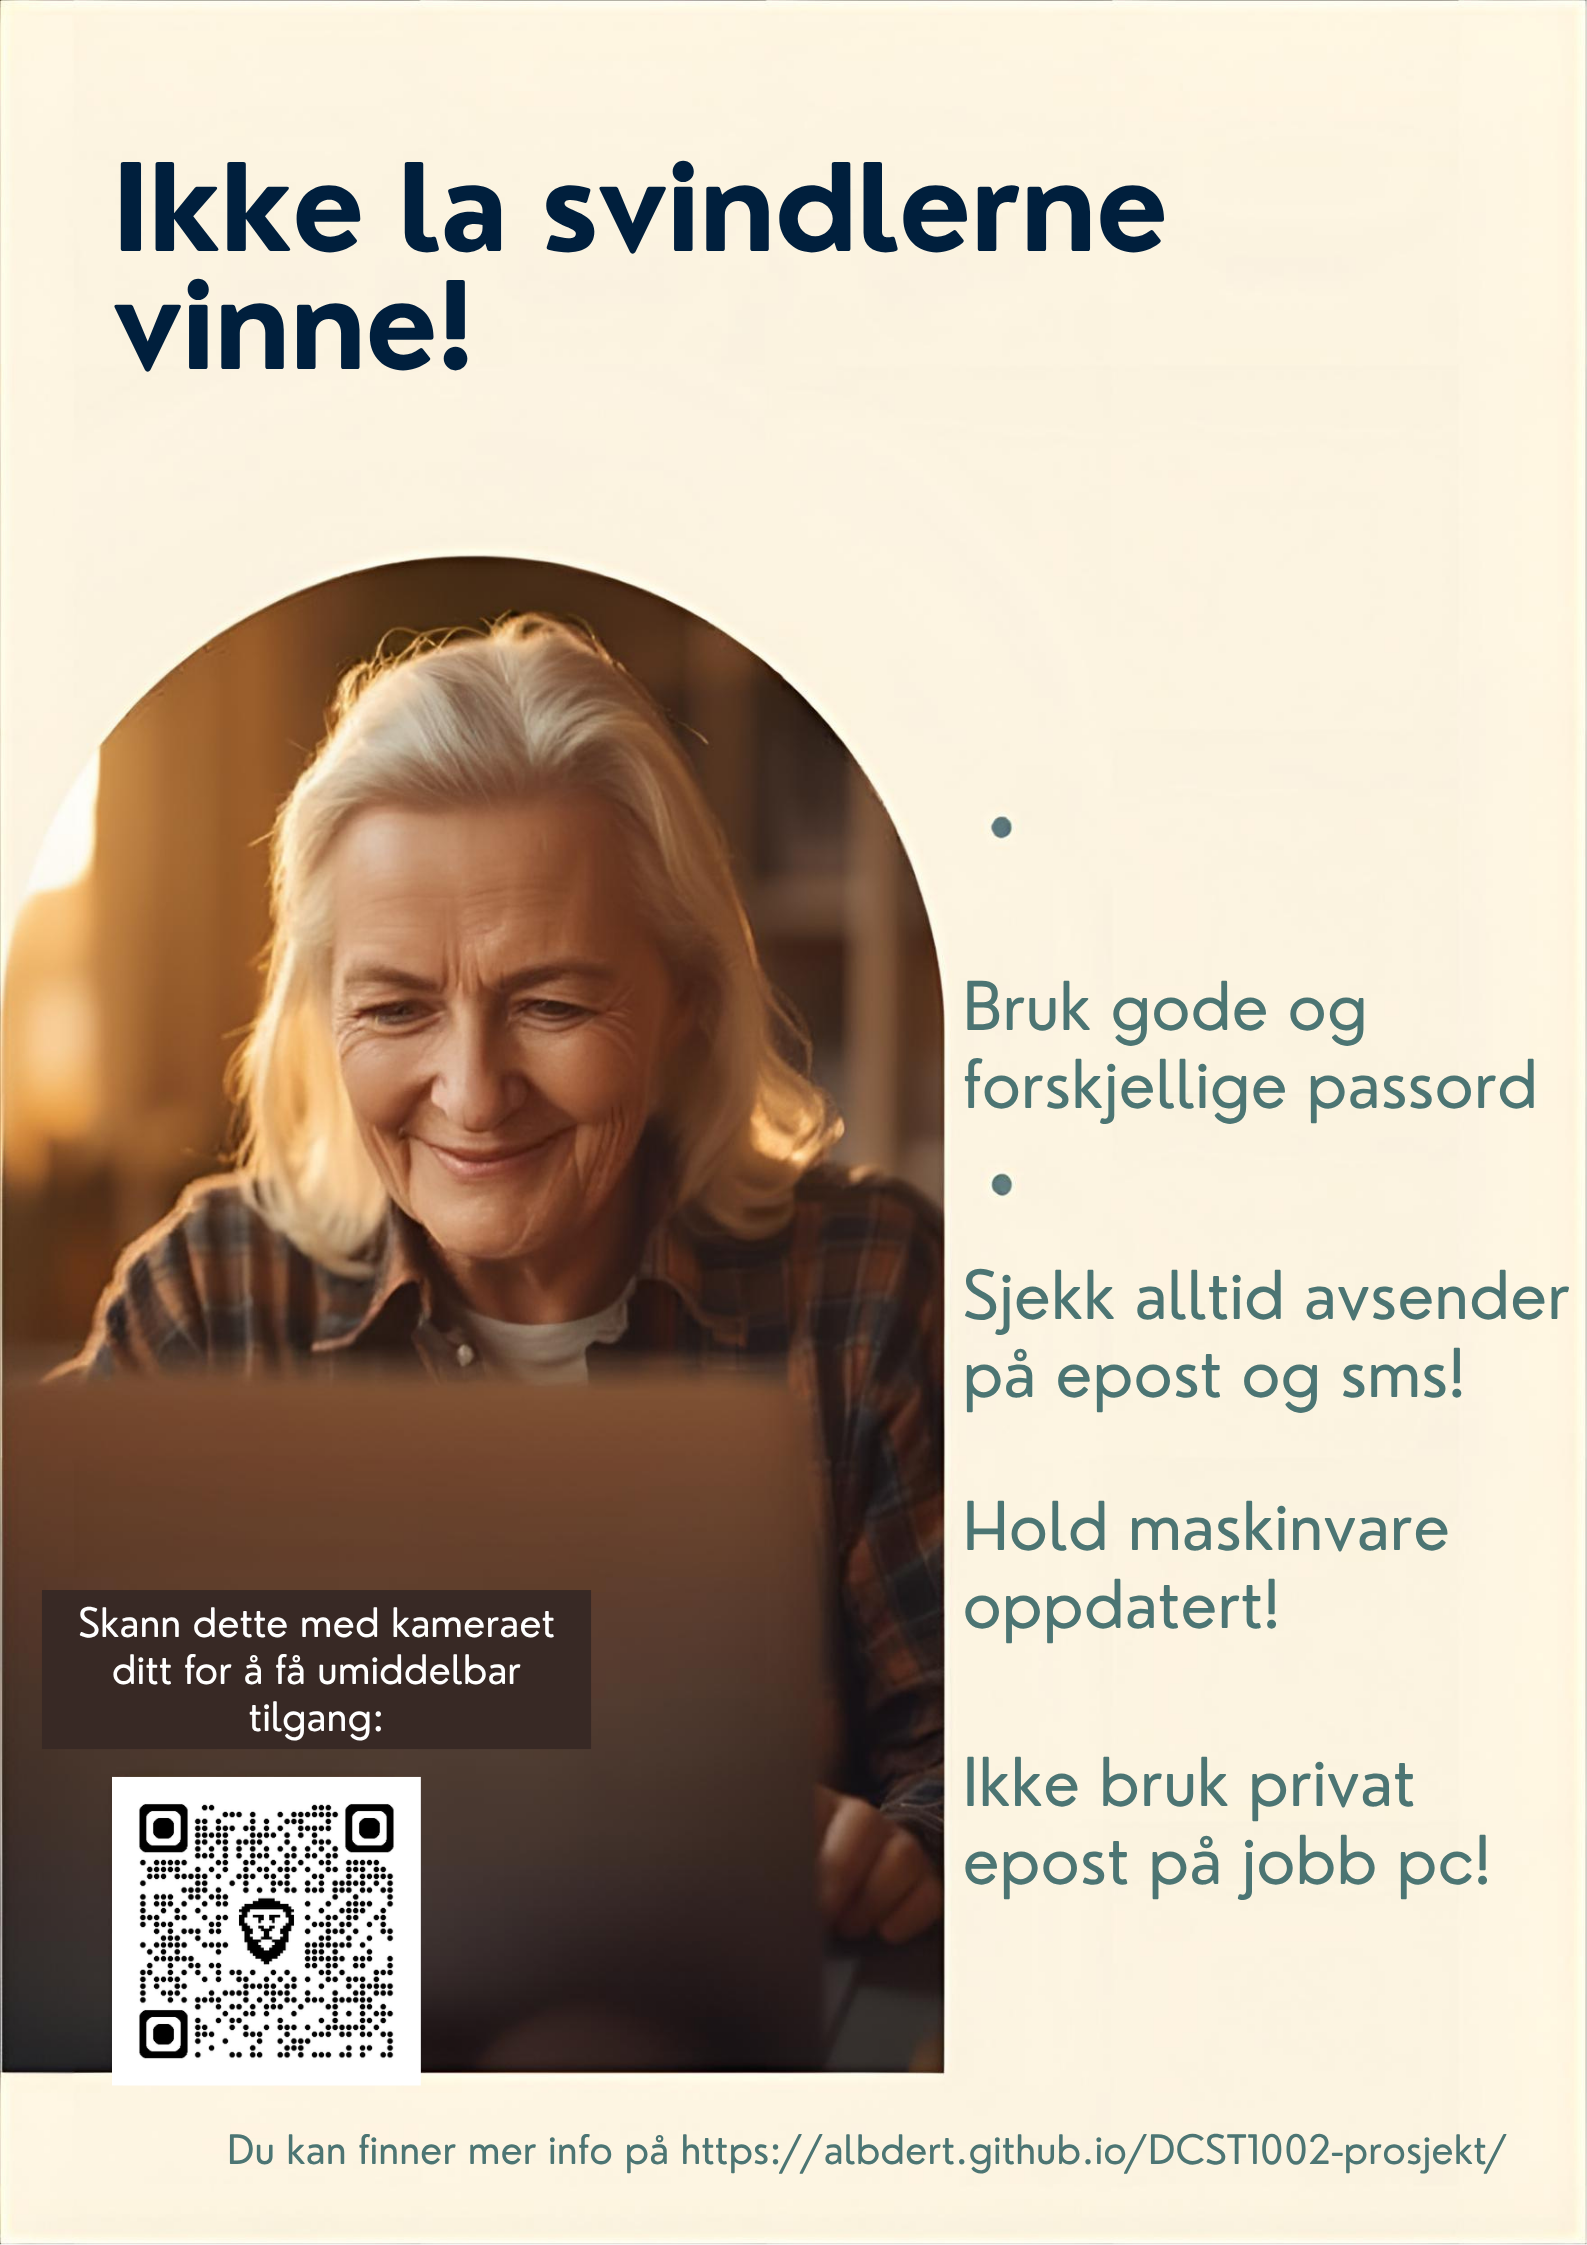 Ikke la svindlerne
vinne!
•
Bruk gode og
forskjellige passord
•
Sjekk alltid avsender
på epost og sms!
Hold maskinvare
oppdatert!
Ikke bruk privat
epost på jobb pc!
Skann dette med kameraet
ditt for å få umiddelbar
tilgang:
Du kan finner mer info på https://albdert.github.io/DCST1002-prosjekt/